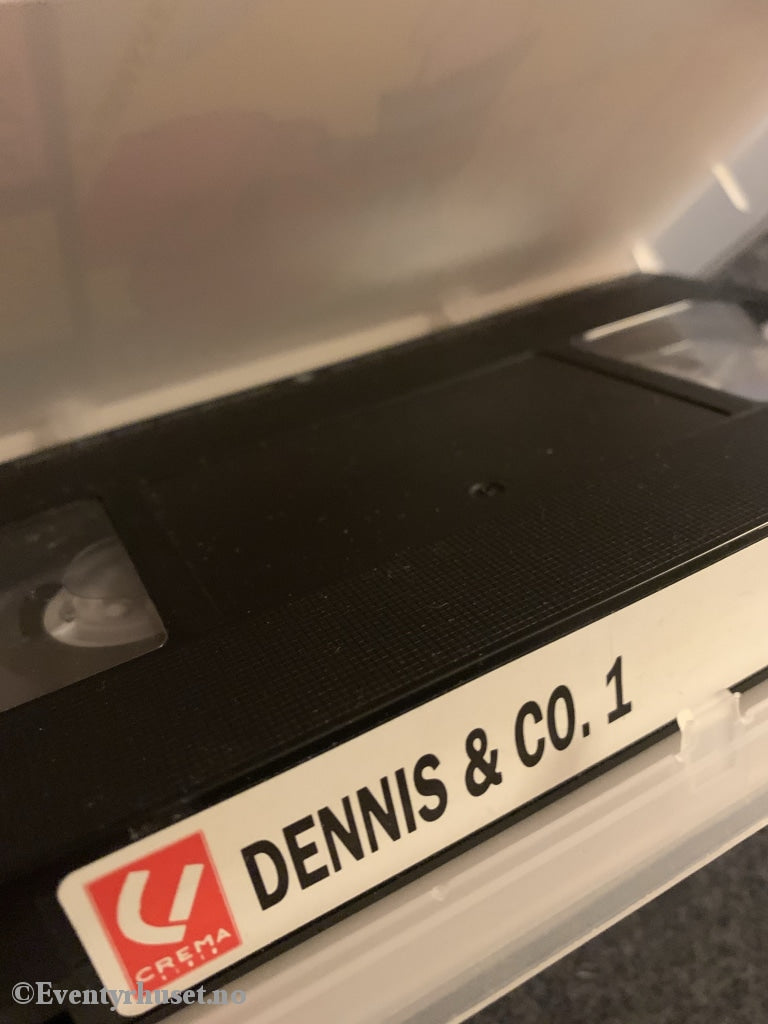 DENNIS & CO. 1
CREMA
©Eventyrhuset.no